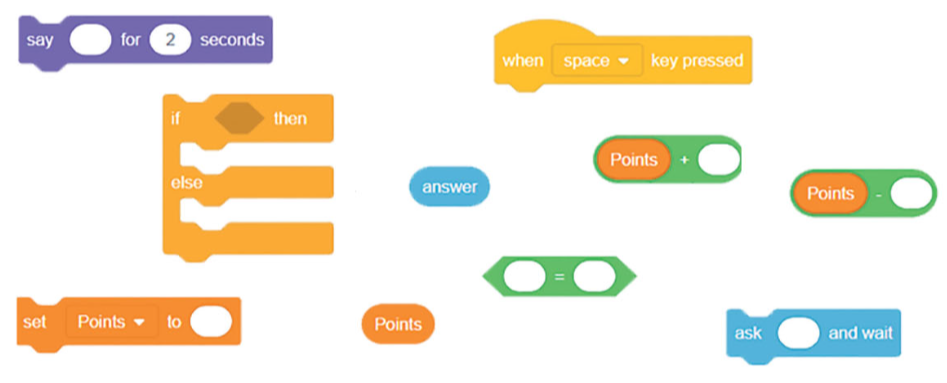 say for 2 seconds
when space key pressed
if then
else
answer
Points +
Points -
=
set Points to
Points
ask and wait